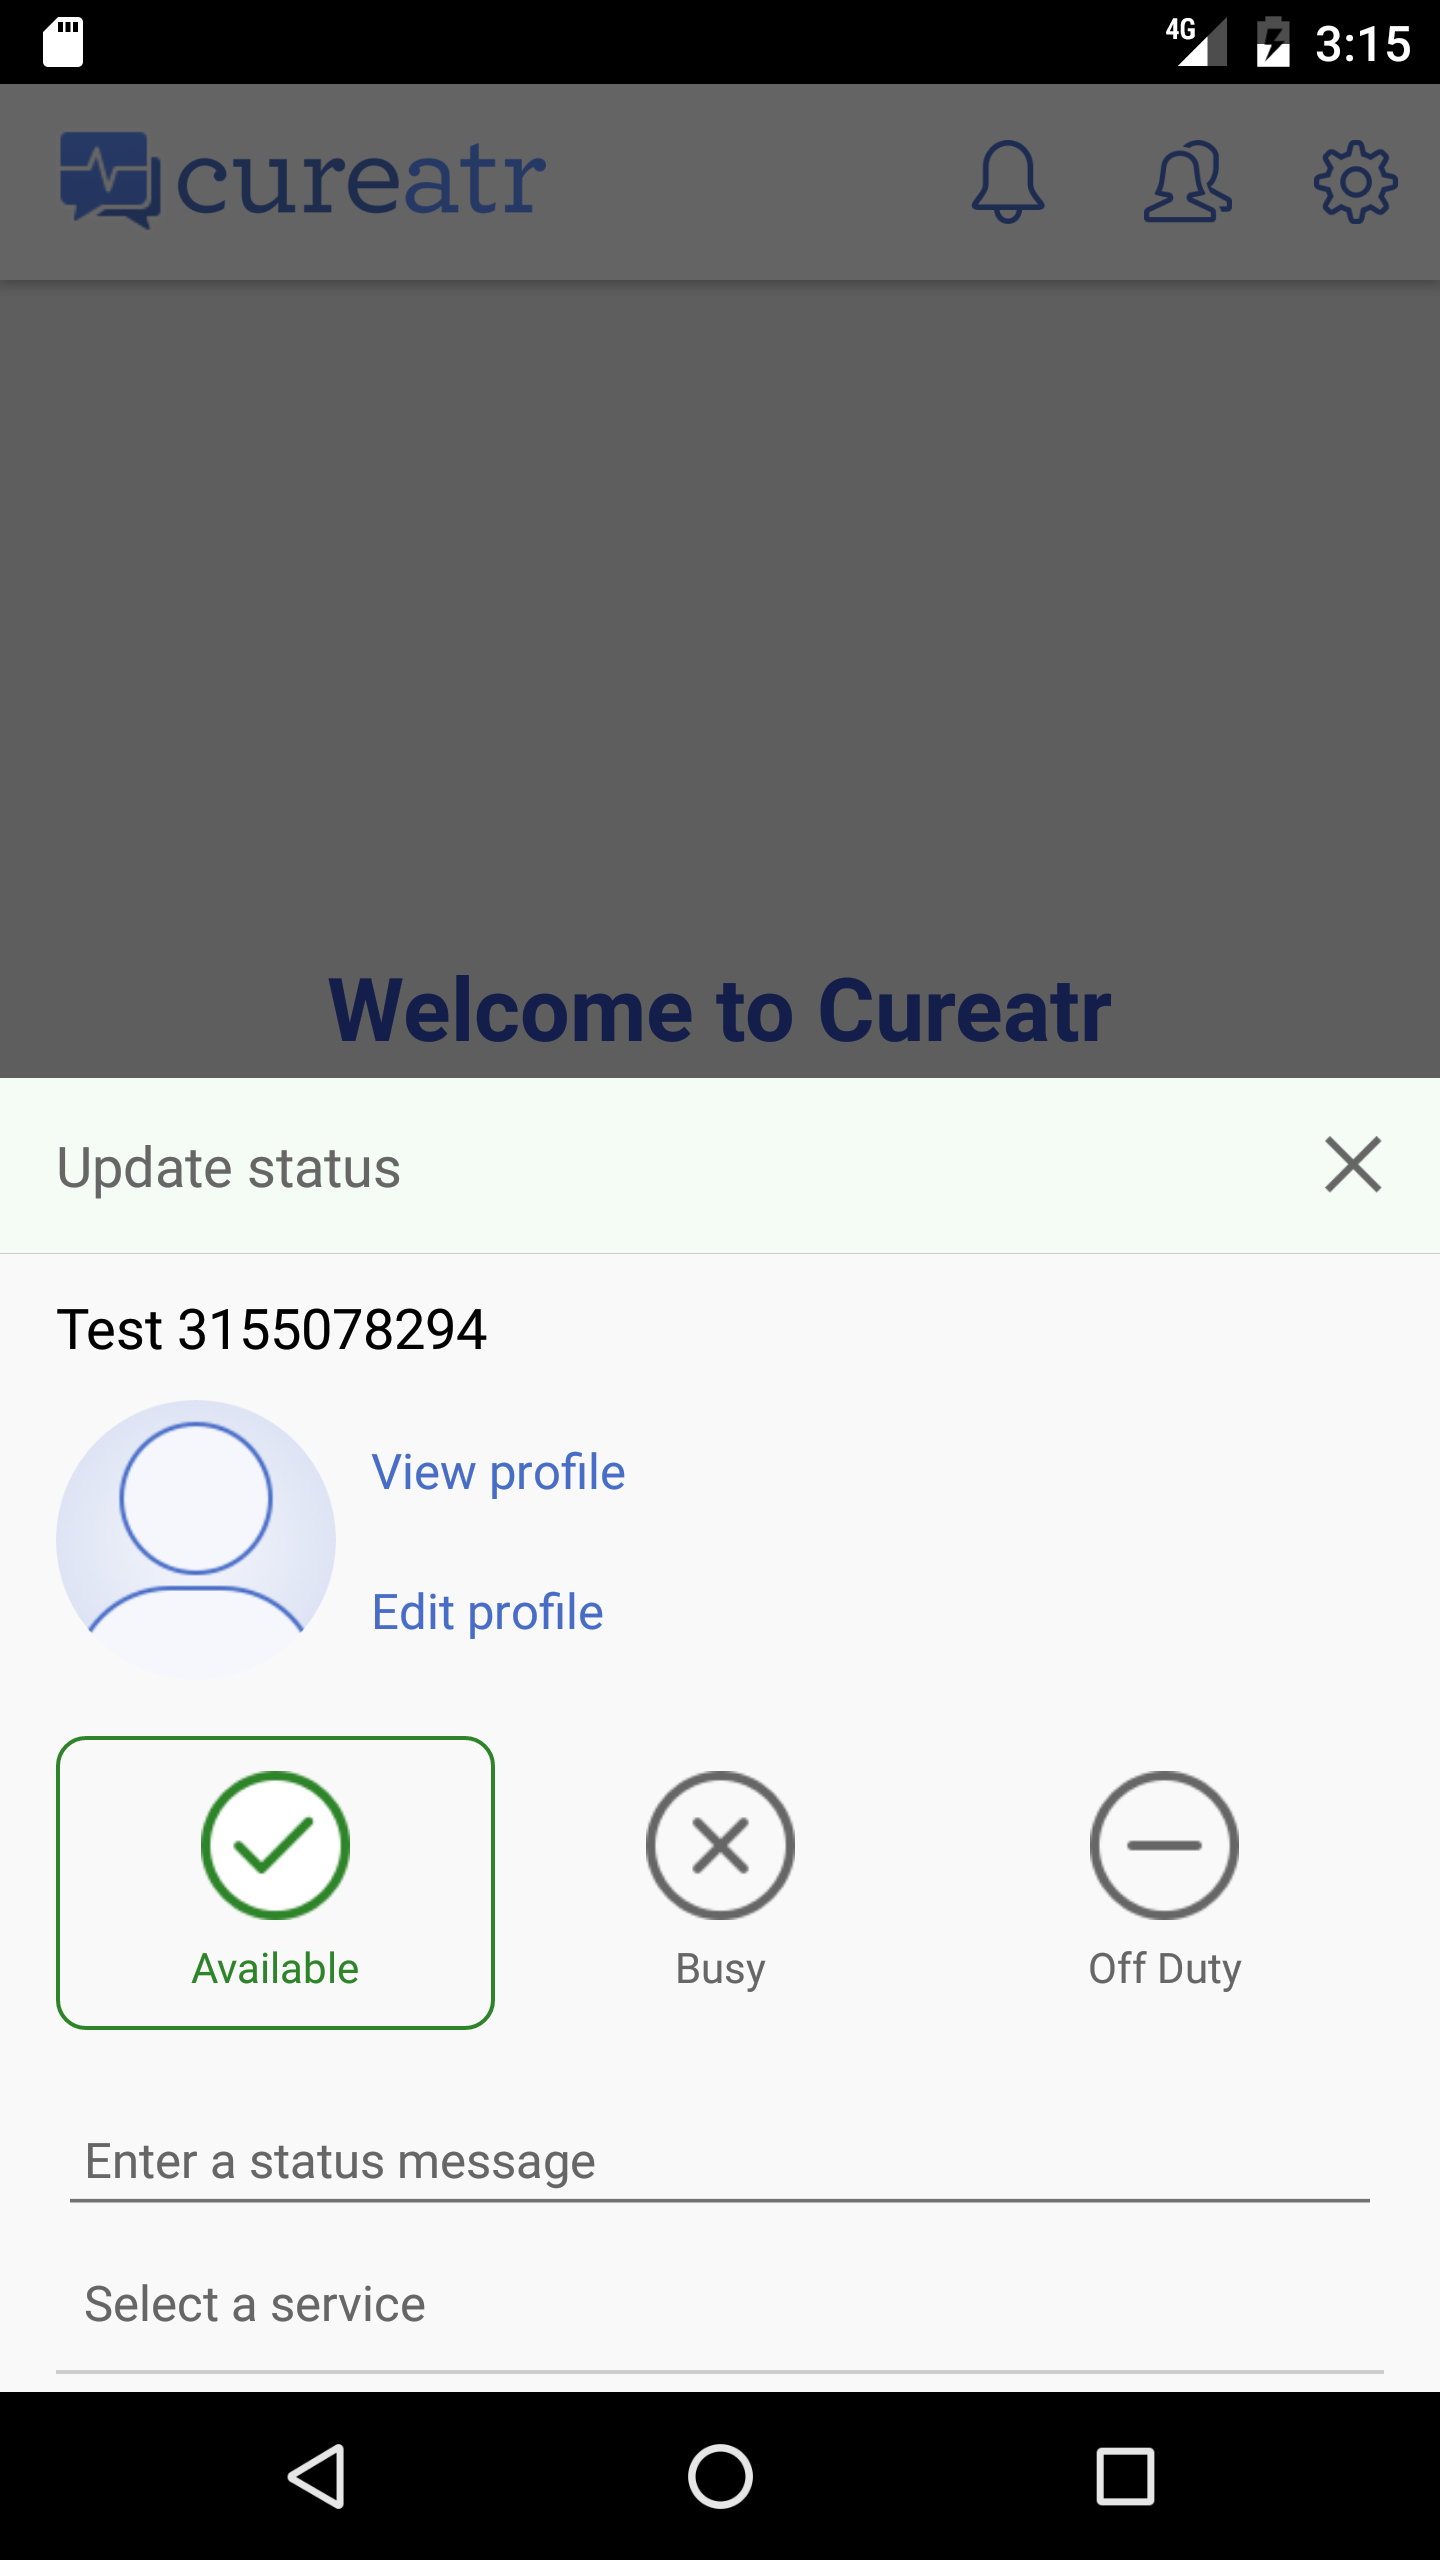 4G 3:15
cureatr
Welcome to Cureatr
Update status
Test 3155078294
View profile
Edit profile
Available Busy Off Duty
Enter a status message
Select a service